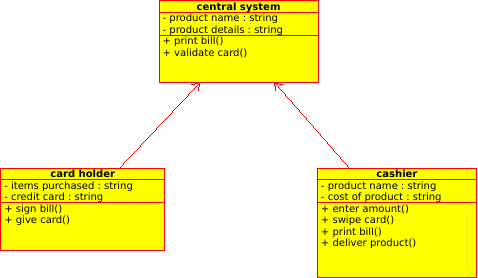 central system
- product name : string
- product details : string
+ print bill()
+ validate card()
card holder
- items purchased : string
- credit card : string
+ sign bill()
+ give card()
cashier
- product name : string
- cost of product : string
+ enter amount()
+ swipe card()
+ print bill()
+ deliver product()